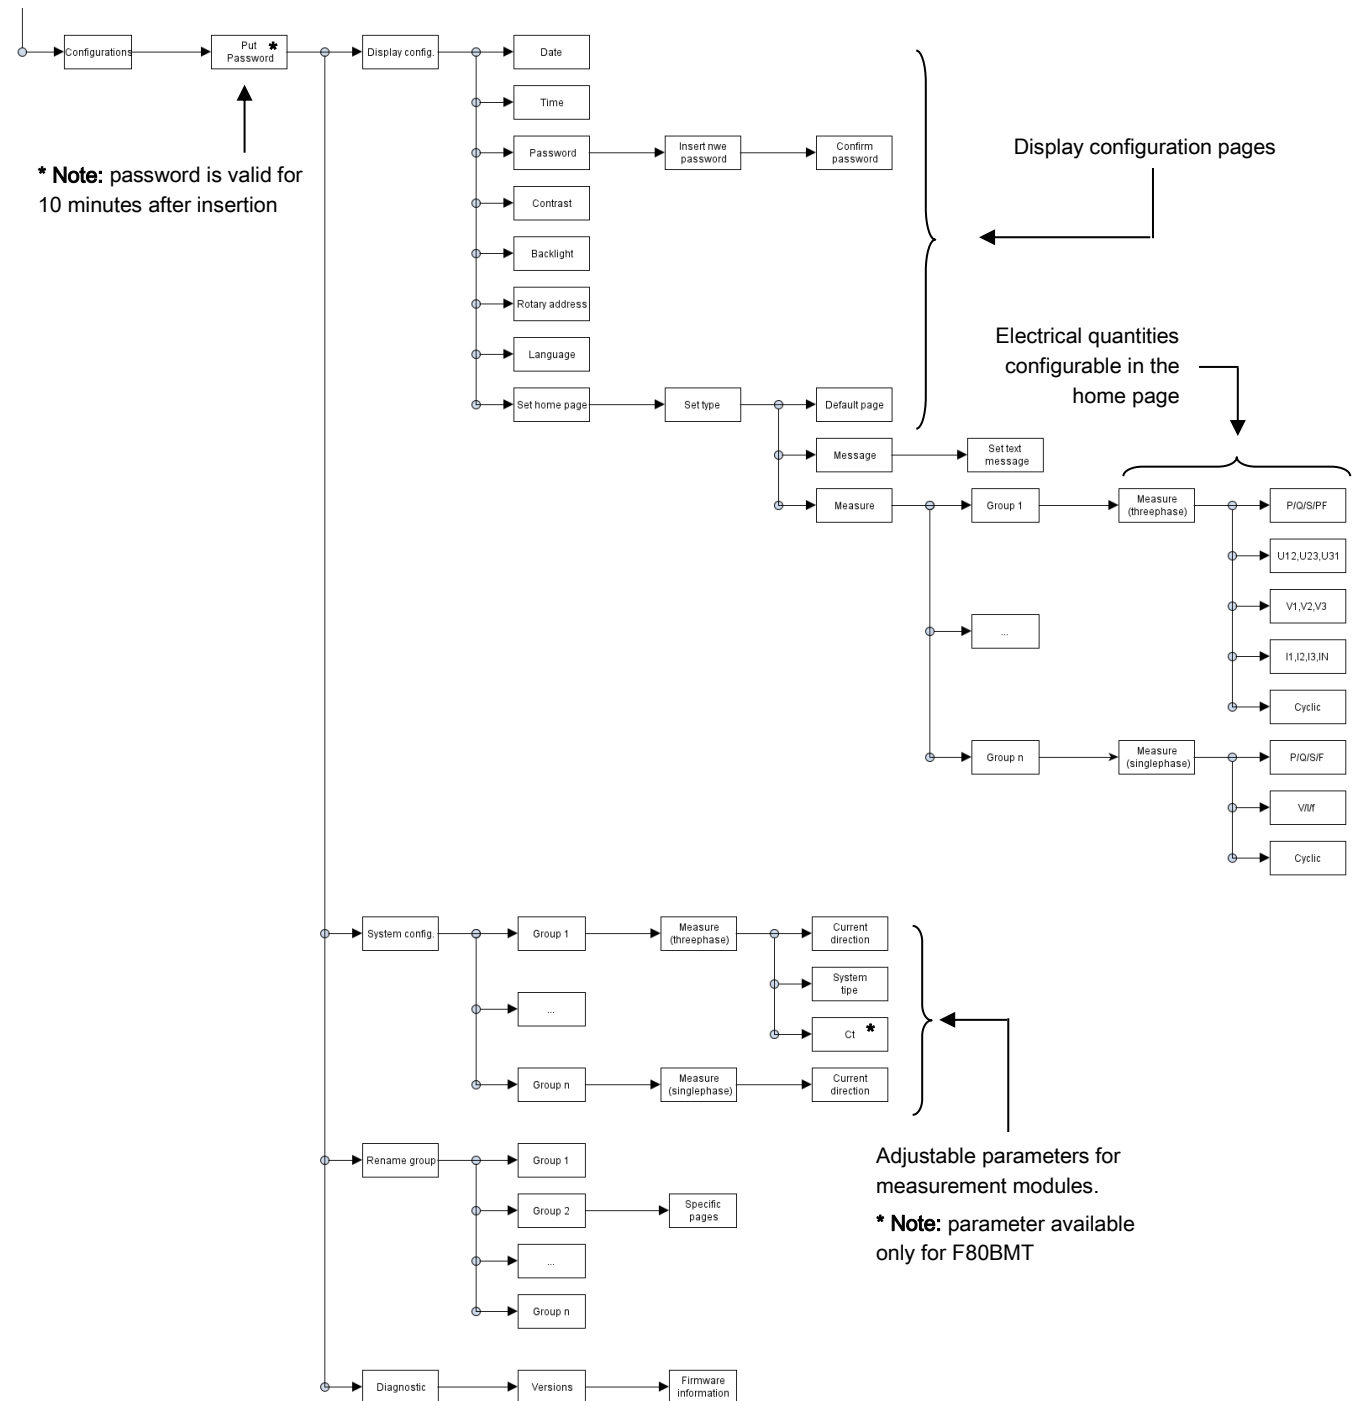 Configurations
Put *
Password
Display config.
Date
Time
Password
Insert nwe
password
Confirm
password
Contrast
Backlight
Rotary address
Language
Set home page
Set type
Default page
Message
Set text
message
Measure
Group 1
Measure
(threephase)
P/Q/S/PF
U12,U23,U31
V1,V2,V3
I1,I2,I3,IN
Cyclic
...
Group n
Measure
(singlephase)
P/Q/S/F
V/I/f
Cyclic
* Note: password is valid for
10 minutes after insertion
Display configuration pages
Electrical quantities
configurable in the
home page
System config.
Group 1
Measure
(threephase)
Current
direction
System
tipe
Ct *
...
Group n
Measure
(singlephase)
Current
direction
Adjustable parameters for
measurement modules.
* Note: parameter available
only for F80BMT
Rename group
Group 1
Group 2
Specific
pages
...
Group n
Diagnostic
Versions
Firmware
information